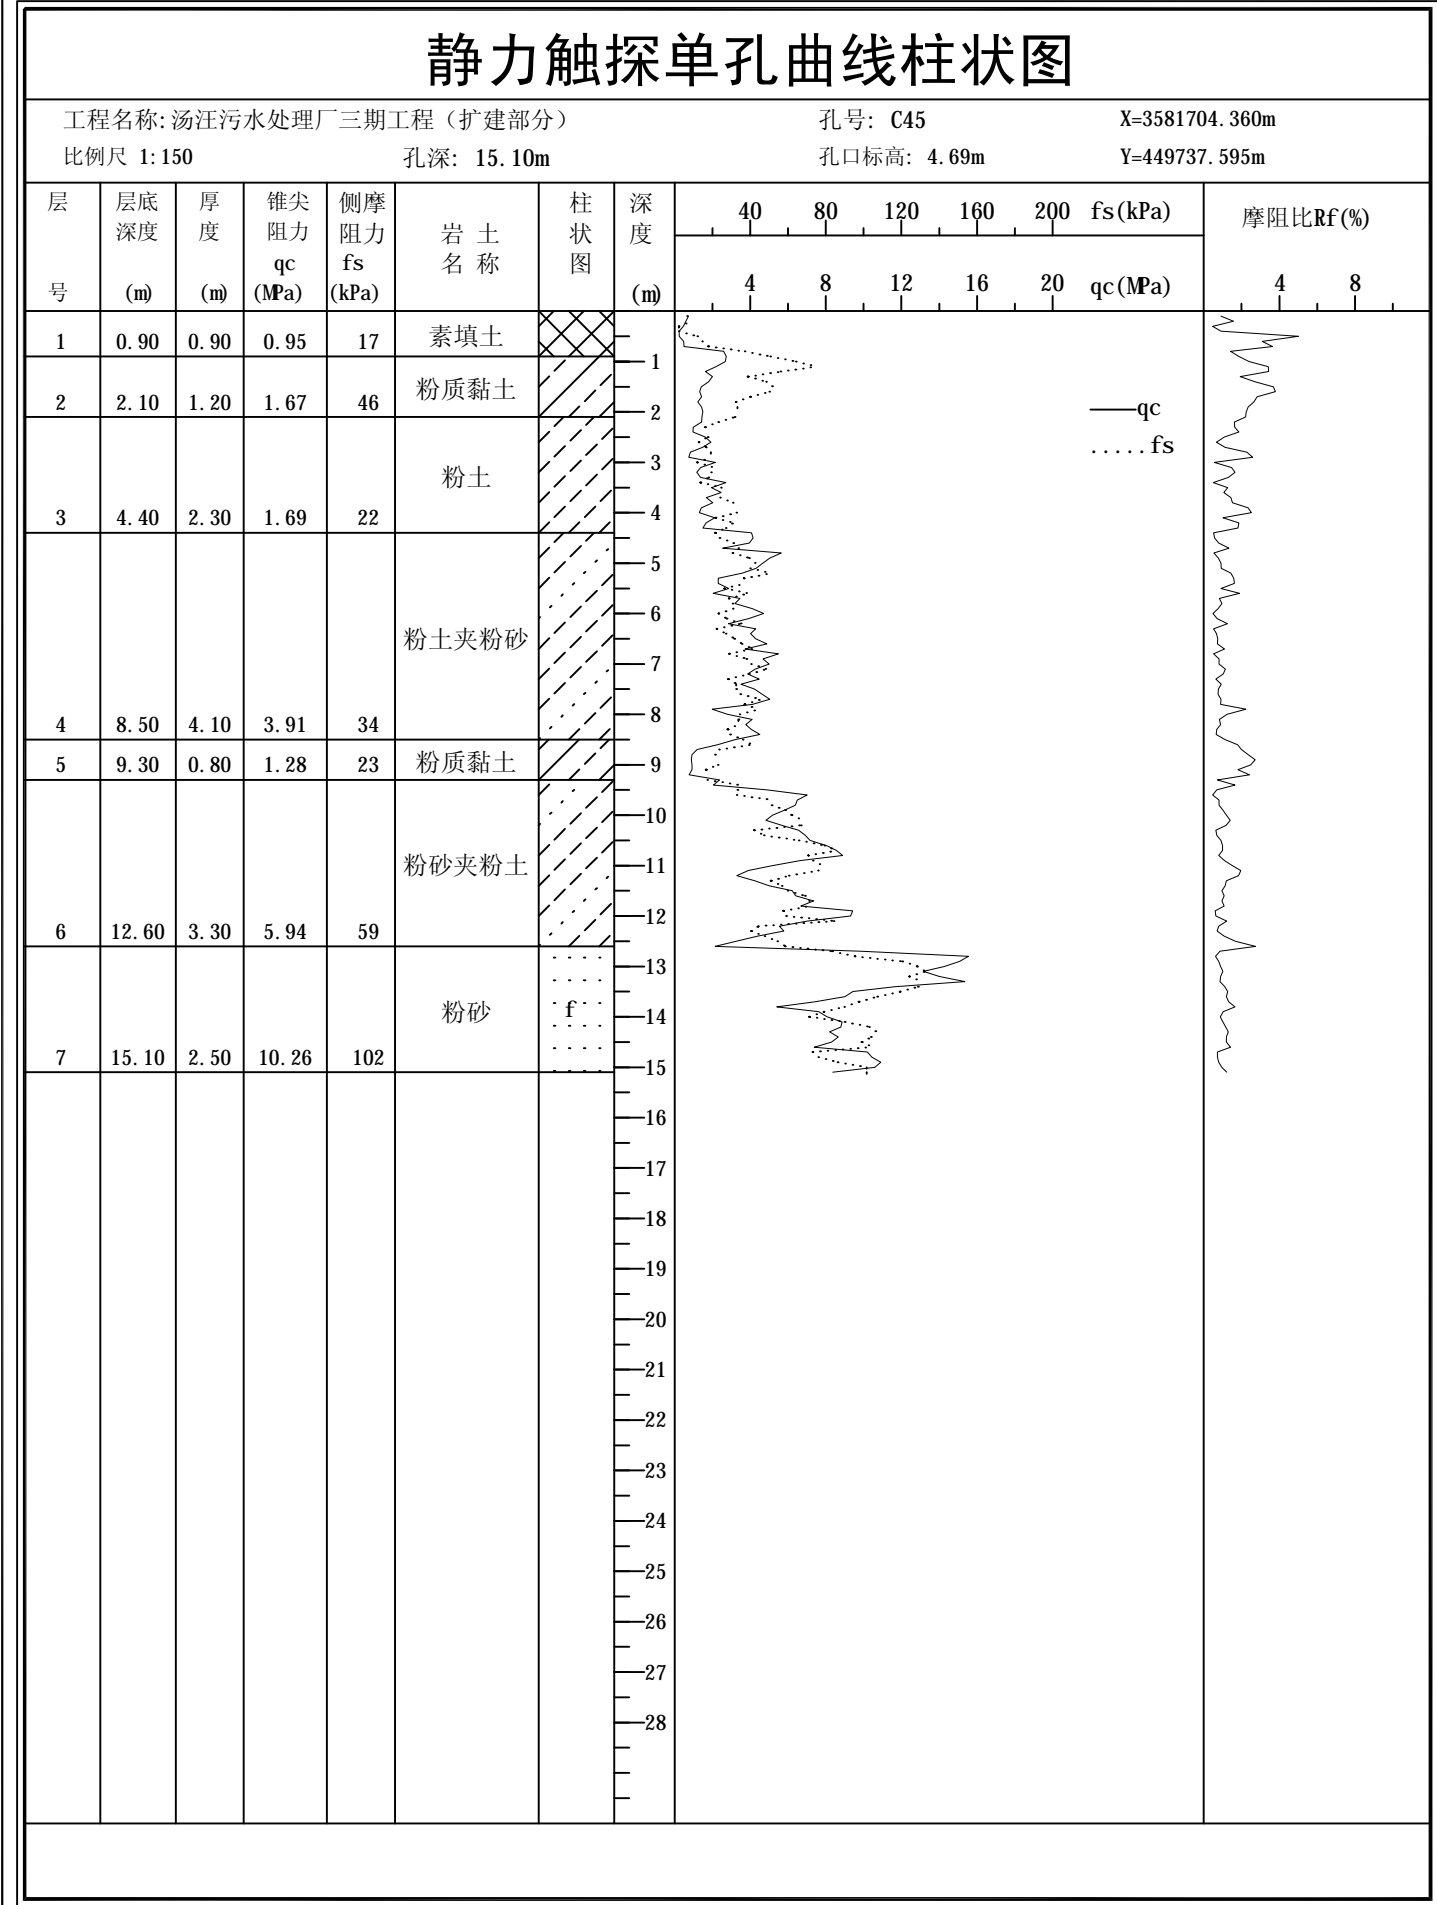 静力触探单孔曲线柱状图
工程名称: 汤汪污水处理厂三期工程（扩建部分） 孔号: C45 X=3581704.360m
比例尺 1:150 孔深: 15.10m 孔口标高: 4.69m Y=449737.595m
层号 层底深度(m) 厚度(m) 锥尖阻力qc(MPa) 侧摩阻力fs(kPa) 岩土名称 柱状图 深度(m)
40 80 120 160 200 fs(kPa)
4 8 12 16 20 qc(MPa)
摩阻比Rf(%)
4 8
1 0.90 0.90 0.95 17 素填土
2 2.10 1.20 1.67 46 粉质黏土
3 4.40 2.30 1.69 22 粉土
4 8.50 4.10 3.91 34 粉土夹粉砂
5 9.30 0.80 1.28 23 粉质黏土
6 12.60 3.30 5.94 59 粉砂夹粉土
7 15.10 2.50 10.26 102 粉砂
f
1
2
3
4
5
6
7
8
9
10
11
12
13
14
15
16
17
18
19
20
21
22
23
24
25
26
27
28
qc
fs